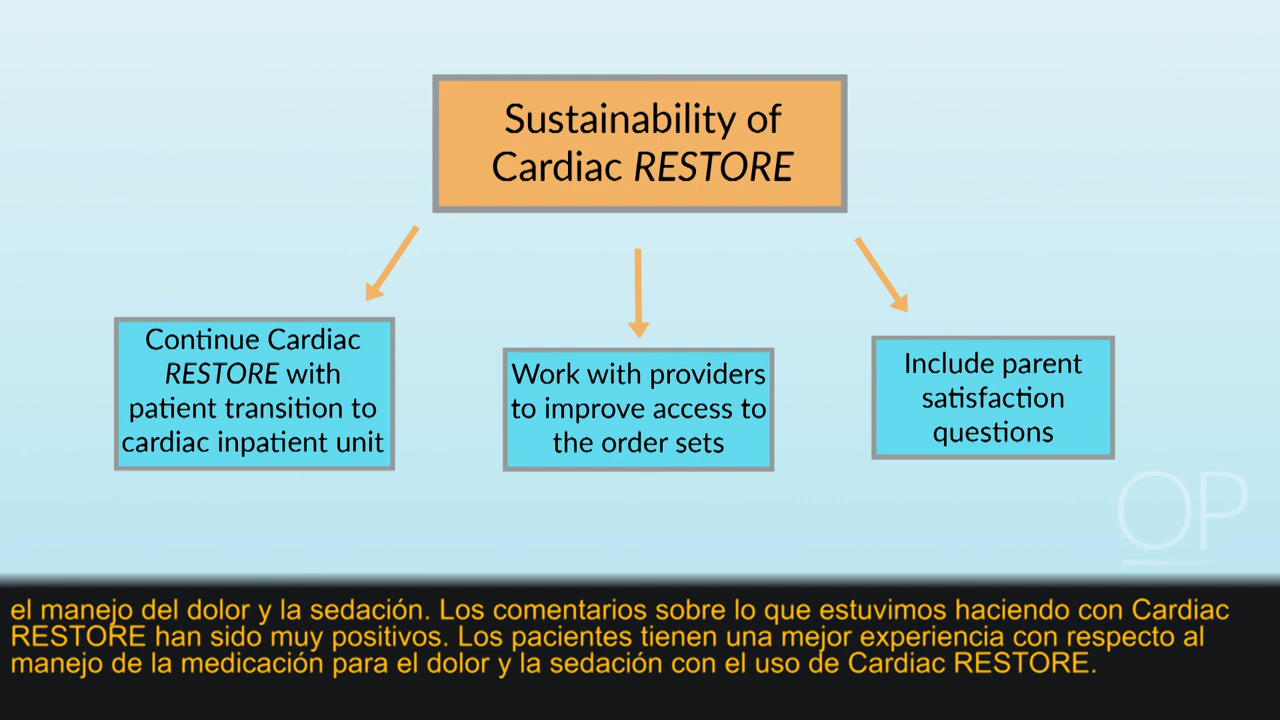 Sustainability of
Cardiac RESTORE
Continue Cardiac
RESTORE with
patient transition to
cardiac inpatient unit
Work with providers
to improve access to
the order sets
Include parent
satisfaction
questions
OP
el manejo del dolor y la sedación. Los comentarios sobre lo que estuvimos haciendo con Cardiac
RESTORE han sido muy positivos. Los pacientes tienen una mejor experiencia con respecto al
manejo de la medicación para el dolor y la sedación con el uso de Cardiac RESTORE.